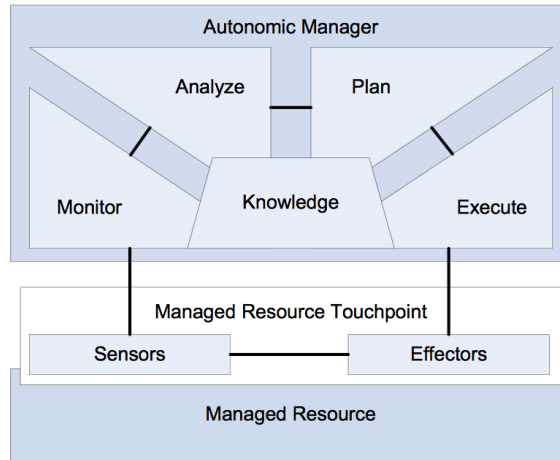 Autonomic Manager
Analyze
Plan
Monitor
Knowledge
Execute
Managed Resource Touchpoint
Sensors
Effectors
Managed Resource